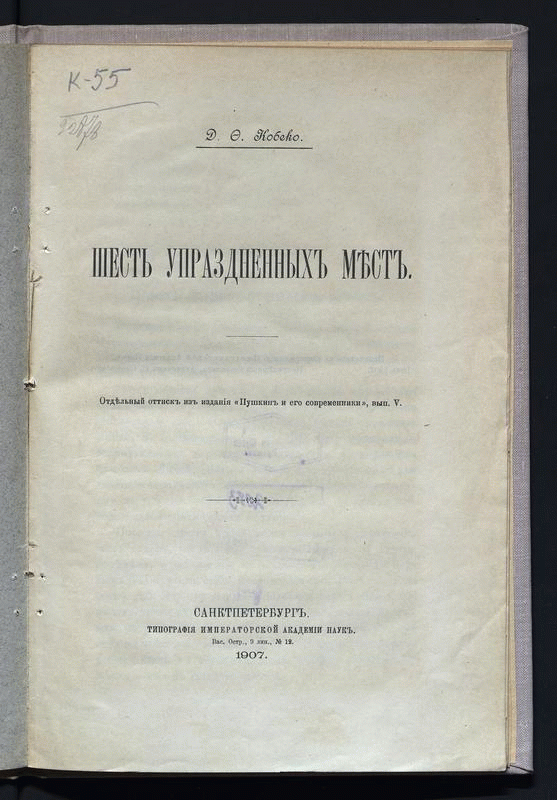 К-55
Д. Ѳ. Кобеко.
ШЕСТЬ УПРАЗДНЕННЫХЪ МѢСТЪ.
Отдѣльный оттискъ изъ изданія «Пушкинъ и его современники», вып. V.
САНКТПЕТЕРБУРГЪ.
ТИПОГРАФІЯ ИМПЕРАТОРСКОЙ АКАДЕМІИ НАУКЪ.
Вас. Остр., 9 лин., № 12.
1907.